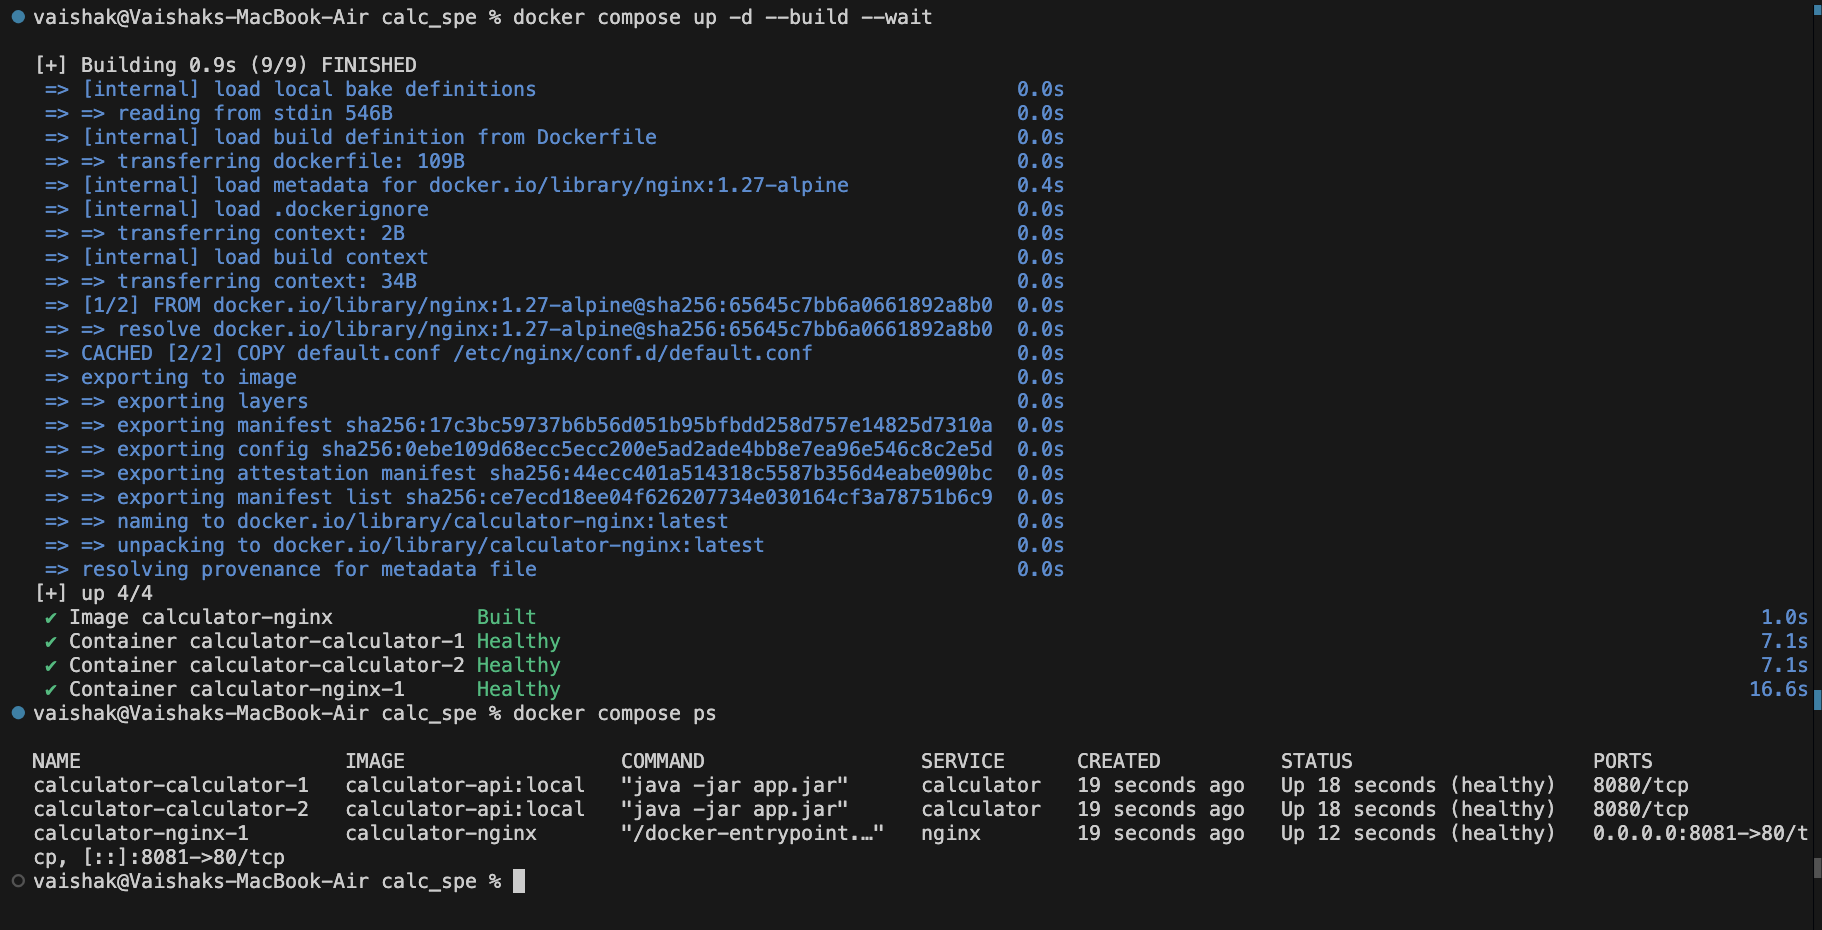 vaishak@Vaishaks-MacBook-Air calc_spe % docker compose up -d --build --wait
[+] Building 0.9s (9/9) FINISHED
=> [internal] load local bake definitions 0.0s
=> => reading from stdin 546B 0.0s
=> [internal] load build definition from Dockerfile 0.0s
=> => transferring dockerfile: 109B 0.0s
=> [internal] load metadata for docker.io/library/nginx:1.27-alpine 0.4s
=> [internal] load .dockerignore 0.0s
=> => transferring context: 2B 0.0s
=> [internal] load build context 0.0s
=> => transferring context: 34B 0.0s
=> [1/2] FROM docker.io/library/nginx:1.27-alpine@sha256:65645c7bb6a0661892a8b0 0.0s
=> => resolve docker.io/library/nginx:1.27-alpine@sha256:65645c7bb6a0661892a8b0 0.0s
=> CACHED [2/2] COPY default.conf /etc/nginx/conf.d/default.conf 0.0s
=> exporting to image 0.0s
=> => exporting layers 0.0s
=> => exporting manifest sha256:17c3bc59737b6b56d051b95bfbdd258d757e14825d7310a 0.0s
=> => exporting config sha256:0ebe109d68ecc5ecc200e5ad2ade4bb8e7ea96e546c8c2e5d 0.0s
=> => exporting attestation manifest sha256:44ecc401a514318c5587b356d4eabe090bc 0.0s
=> => exporting manifest list sha256:ce7ecd18ee04f626207734e030164cf3a78751b6c9 0.0s
=> => naming to docker.io/library/calculator-nginx:latest 0.0s
=> => unpacking to docker.io/library/calculator-nginx:latest 0.0s
=> resolving provenance for metadata file 0.0s
[+] up 4/4
✔ Image calculator-nginx Built 1.0s
✔ Container calculator-calculator-1 Healthy 7.1s
✔ Container calculator-calculator-2 Healthy 7.1s
✔ Container calculator-nginx-1 Healthy 16.6s
vaishak@Vaishaks-MacBook-Air calc_spe % docker compose ps
NAME IMAGE COMMAND SERVICE CREATED STATUS PORTS
calculator-calculator-1 calculator-api:local "java -jar app.jar" calculator 19 seconds ago Up 18 seconds (healthy) 8080/tcp
calculator-calculator-2 calculator-api:local "java -jar app.jar" calculator 19 seconds ago Up 18 seconds (healthy) 8080/tcp
calculator-nginx-1 calculator-nginx "/docker-entrypoint.…" nginx 19 seconds ago Up 12 seconds (healthy) 0.0.0.0:8081->80/t
cp, [::]:8081->80/tcp
vaishak@Vaishaks-MacBook-Air calc_spe %